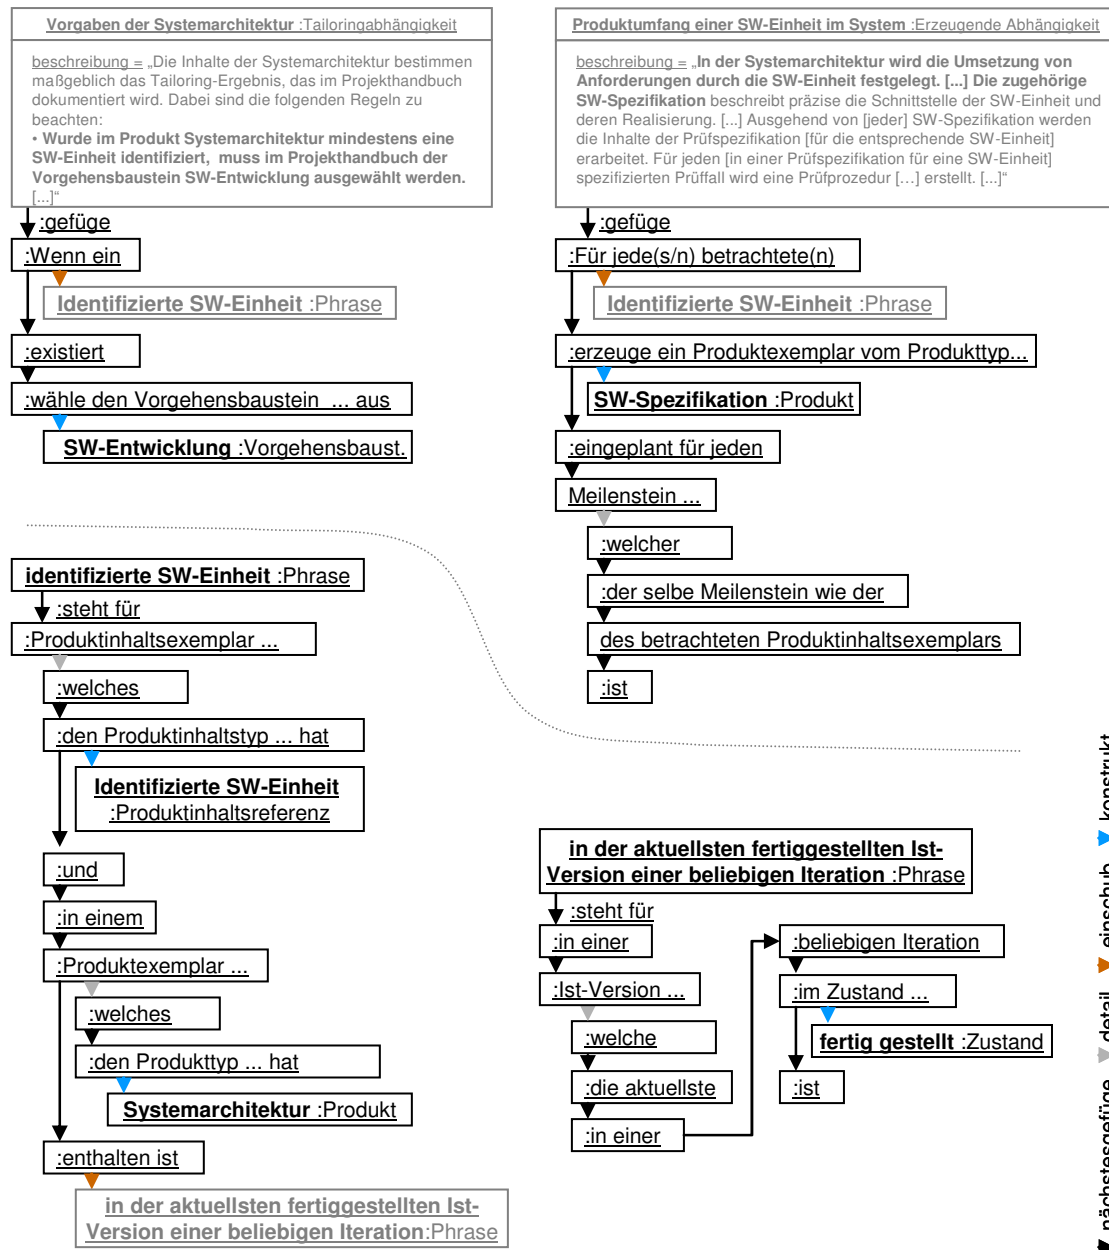 Vorgaben der Systemarchitektur :Tailoringabhängigkeit
beschreibung = „Die Inhalte der Systemarchitektur bestimmen
maßgeblich das Tailoring-Ergebnis, das im Projekthandbuch
dokumentiert wird. Dabei sind die folgenden Regeln zu
beachten:
• Wurde im Produkt Systemarchitektur mindestens eine
SW-Einheit identifiziert, muss im Projekthandbuch der
Vorgehensbaustein SW-Entwicklung ausgewählt werden.
[...]“
:gefüge
:Wenn ein
Identifizierte SW-Einheit :Phrase
:existiert
:wähle den Vorgehensbaustein ... aus
SW-Entwicklung :Vorgehensbaust.
Produktumfang einer SW-Einheit im System :Erzeugende Abhängigkeit
beschreibung = „In der Systemarchitektur wird die Umsetzung von
Anforderungen durch die SW-Einheit festgelegt. [...] Die zugehörige
SW-Spezifikation beschreibt präzise die Schnittstelle der SW-Einheit und
deren Realisierung. [...] Ausgehend von [jeder] SW-Spezifikation werden
die Inhalte der Prüfspezifikation [für die entsprechende SW-Einheit]
erarbeitet. Für jeden [in einer Prüfspezifikation für eine SW-Einheit]
spezifizierten Prüffall wird eine Prüfprozedur [...] erstellt. [...]“
:gefüge
:Für jede(s/n) betrachtete(n)
Identifizierte SW-Einheit :Phrase
:erzeuge ein Produktexemplar vom Produkttyp...
SW-Spezifikation :Produkt
:eingeplant für jeden
Meilenstein ...
:welcher
:der selbe Meilenstein wie der
des betrachteten Produktinhaltsexemplars
:ist
identifizierte SW-Einheit :Phrase
:steht für
:Produktinhaltsexemplar ...
:welches
:den Produktinhaltstyp ... hat
Identifizierte SW-Einheit
:Produktinhaltsreferenz
:und
:in einem
:Produktexemplar ...
:welches
:den Produkttyp ... hat
Systemarchitektur :Produkt
:enthalten ist
in der aktuellsten fertiggestellten Ist-
Version einer beliebigen Iteration:Phrase
in der aktuellsten fertiggestellten Ist-
Version einer beliebigen Iteration :Phrase
:steht für
:in einer
:Ist-Version ...
:welche
:die aktuellste
:in einer
:beliebigen Iteration
:im Zustand ...
fertig gestellt :Zustand
:ist
nächstesgefüge detail einschub konstrukt